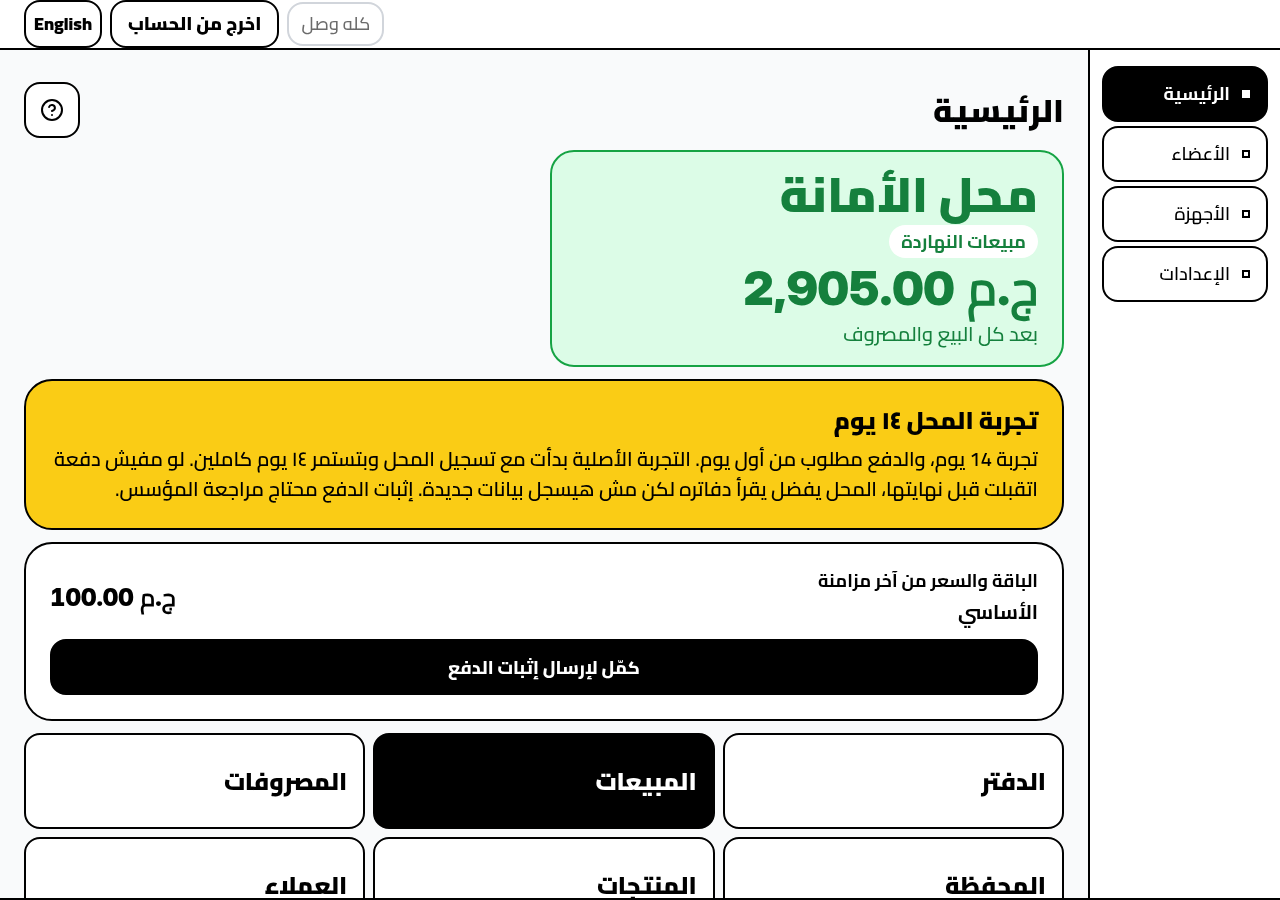 كله وصل
اخرج من الحساب
English
الرئيسية
الأعضاء
الأجهزة
الإعدادات
الرئيسية
محل الأمانة
مبيعات النهاردة
ج.م 2,905.00
بعد كل البيع والمصروف
تجربة المحل ١٤ يوم
تجربة 14 يوم، والدفع مطلوب من أول يوم. التجربة الأصلية بدأت مع تسجيل المحل وبتستمر ١٤ يوم كاملين. لو مفيش دفعة
اتقبلت قبل نهايتها، المحل يفضل يقرأ دفاتره لكن مش هيسجل بيانات جديدة. إثبات الدفع محتاج مراجعة المؤسس.
الباقة والسعر من آخر مزامنة
الأساسي
ج.م 100.00
كمّل لإرسال إثبات الدفع
الدفتر
المبيعات
المصروفات
المحفظة
المنتجات
العملاء